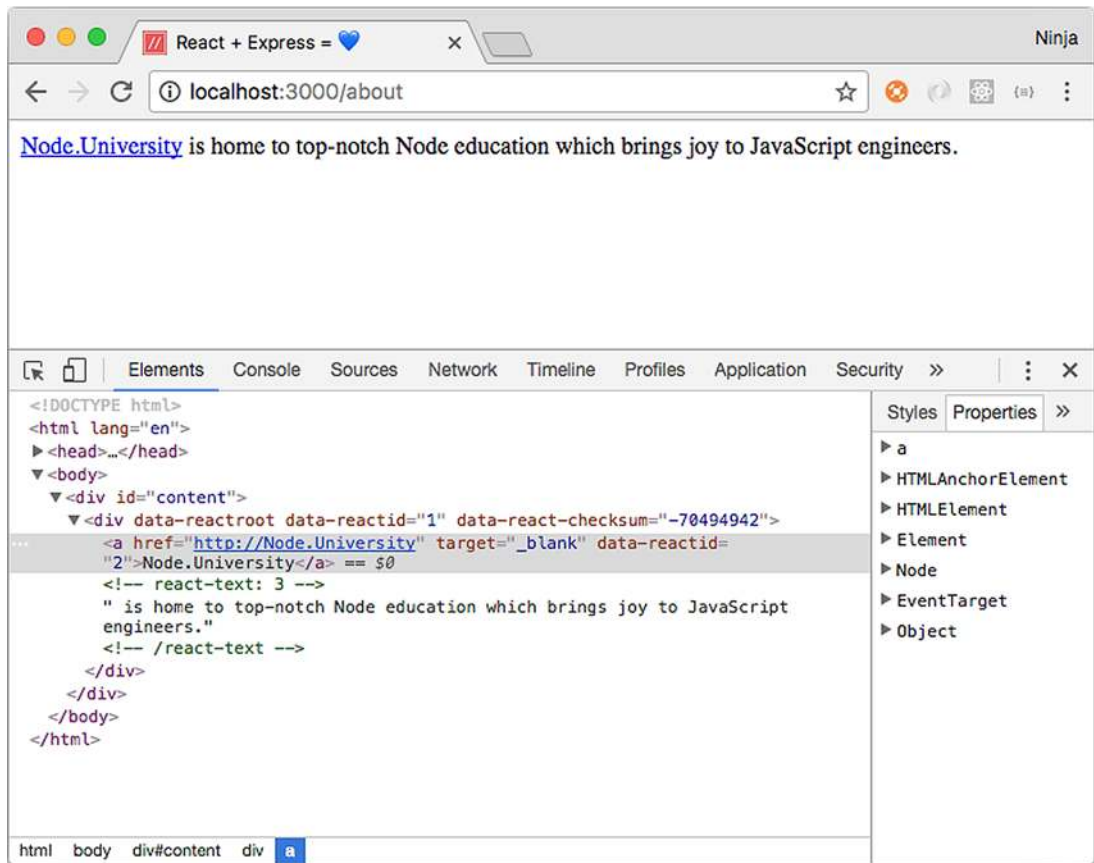 React + Express = 💙
Ninja
localhost:3000/about
Node.University is home to top-notch Node education which brings joy to JavaScript engineers.
Elements Console Sources Network Timeline Profiles Application Security »
<!DOCTYPE html>
<html lang="en">
▶<head>…</head>
▼<body>
▼<div id="content">
▼<div data-reactroot data-reactid="1" data-react-checksum="-70494942">
<a href="http://Node.University" target="_blank" data-reactid=
"2">Node.University</a> == $0
<!-- react-text: 3 -->
" is home to top-notch Node education which brings joy to JavaScript
engineers."
<!-- /react-text -->
</div>
</div>
</body>
</html>
Styles Properties »
▶a
▶HTMLAnchorElement
▶HTMLElement
▶Element
▶Node
▶EventTarget
▶Object
html body div#content div a